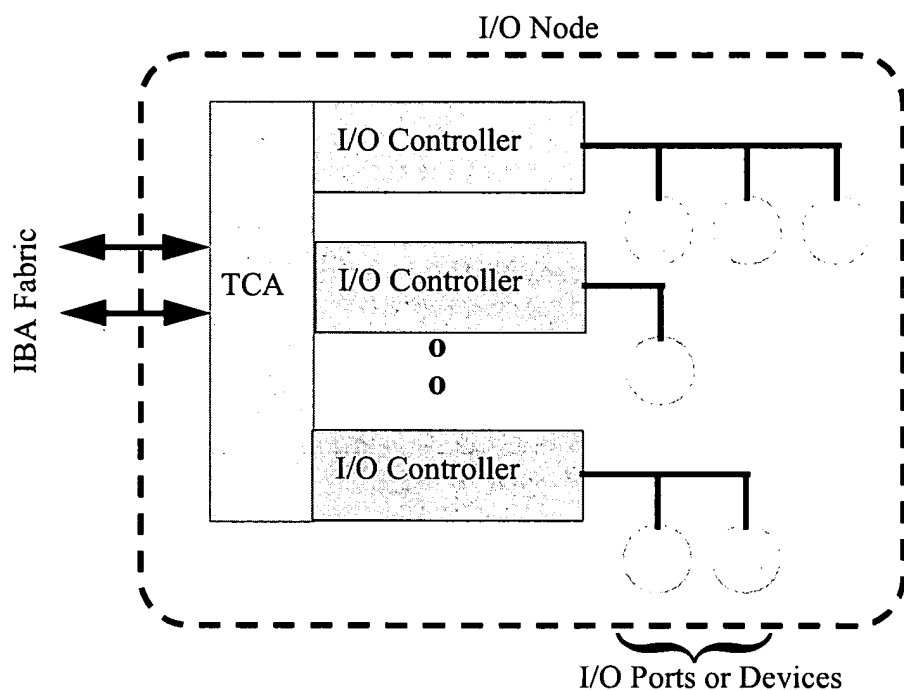 I/O Node
I/O Controller
IBA Fabric
TCA
I/O Controller
o
o
I/O Controller
I/O Ports or Devices